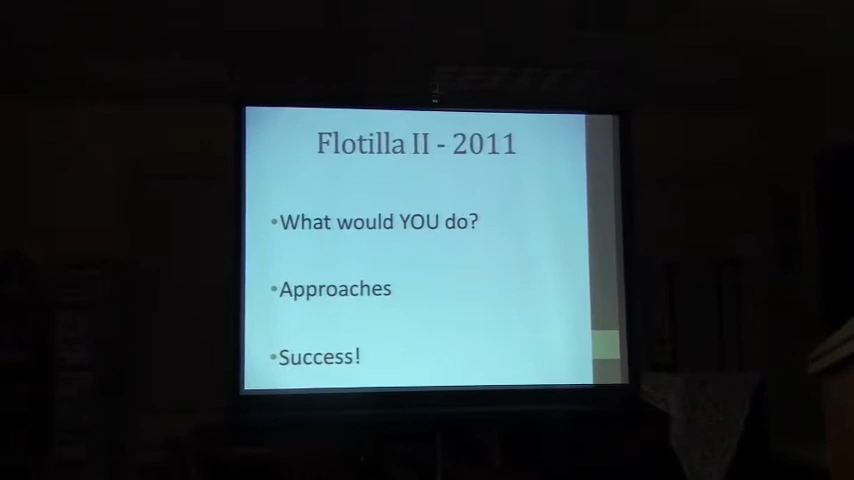 Flotilla II - 2011
•What would YOU do?
•Approaches
•Success!